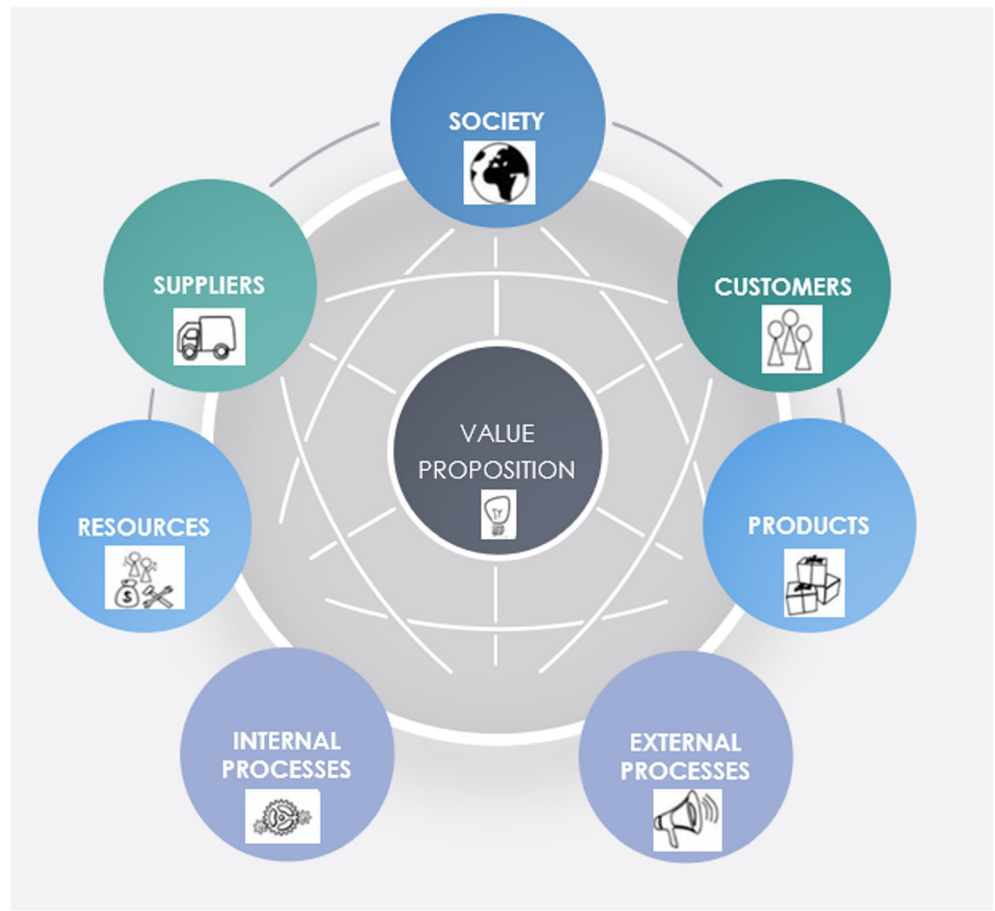 SOCIETY
SUPPLIERS
CUSTOMERS
VALUE
PROPOSITION
RESOURCES
$
PRODUCTS
INTERNAL
PROCESSES
EXTERNAL
PROCESSES